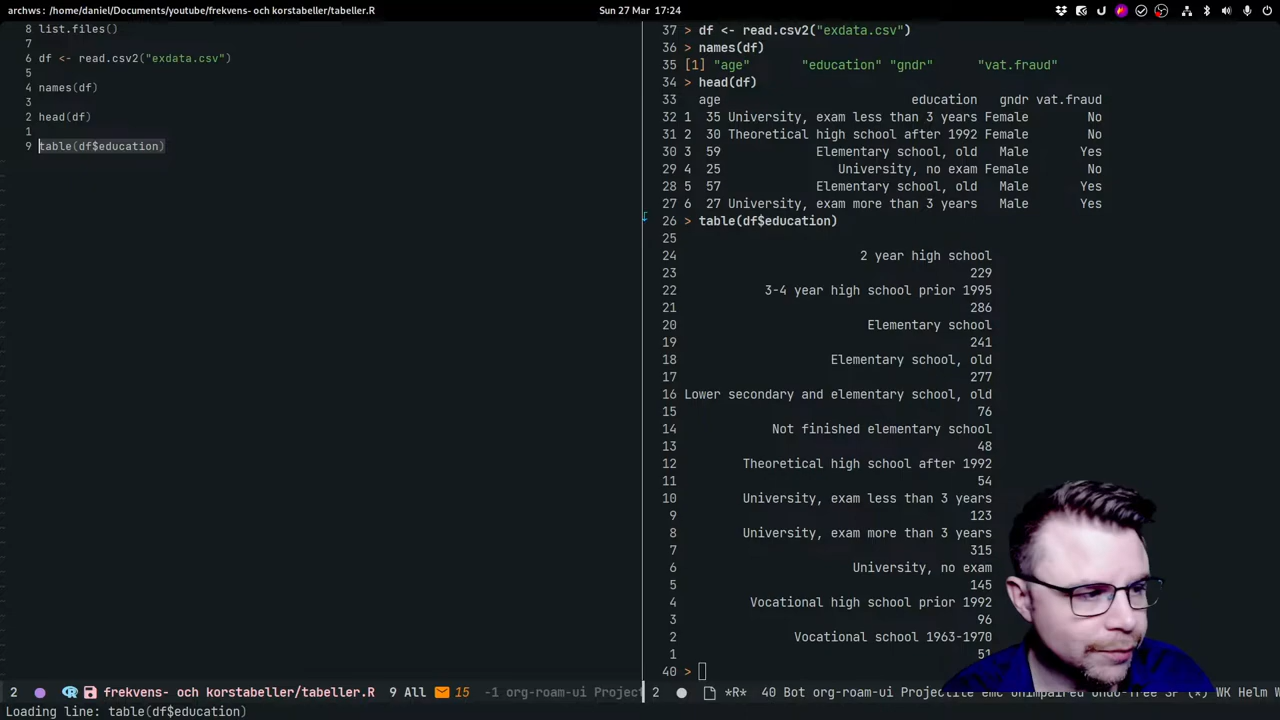 archws : /home/daniel/Documents/youtube/frekvens- och korstabeller/tabeller.R
Sun 27 Mar 17:24
8 list.files()
7
6 df <- read.csv2("exdata.csv")
5
4 names(df)
3
2 head(df)
1
9 table(df$education)
37 > df <- read.csv2("exdata.csv")
36 > names(df)
35 [1] "age" "education" "gndr" "vat.fraud"
34 > head(df)
33 age education gndr vat.fraud
32 1 35 University, exam less than 3 years Female No
31 2 30 Theoretical high school after 1992 Female No
30 3 59 Elementary school, old Male Yes
29 4 25 University, no exam Female No
28 5 57 Elementary school, old Male Yes
27 6 27 University, exam more than 3 years Male Yes
26 > table(df$education)
25
24 2 year high school
23 229
22 3-4 year high school prior 1995
21 286
20 Elementary school
19 241
18 Elementary school, old
17 277
16 Lower secondary and elementary school, old
15 76
14 Not finished elementary school
13 48
12 Theoretical high school after 1992
11 54
10 University, exam less than 3 years
9 123
8 University, exam more than 3 years
7 315
6 University, no exam
5 145
4 Vocational high school prior 1992
3 96
2 Vocational school 1963-1970
1 51
40 >
2 frekvens- och korstabeller/tabeller.R 9 All 15 -1 org-roam-ui Project
2 *R* 40 Bot org-roam-ui Projectile emc Unimpaired Undo-Tree SP (*) WK Helm W
Loading line: table(df$education)